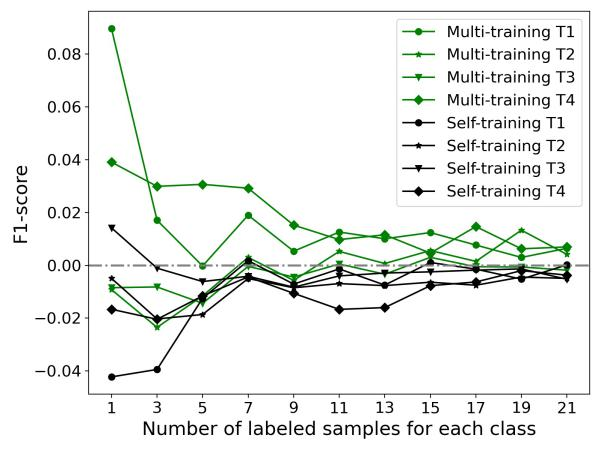 Multi-training T1
Multi-training T2
Multi-training T3
Multi-training T4
Self-training T1
Self-training T2
Self-training T3
Self-training T4
F1-score
0.08
0.06
0.04
0.02
0.00
−0.02
−0.04
1 3 5 7 9 11 13 15 17 19 21
Number of labeled samples for each class